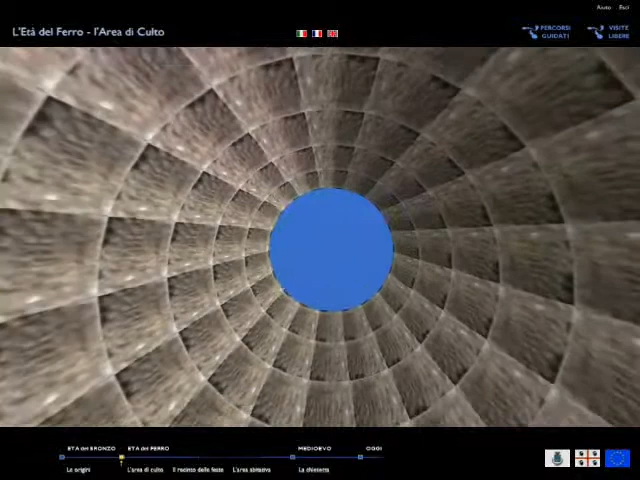 Aiuto Esci
L'Età del Ferro - l'Area di Culto
PERCORSI
GUIDATI
VISITE
LIBERE
ETÀ del BRONZO ETÀ del FERRO MEDIOEVO OGGI
Le origini L'area di culto Il recinto delle feste L'area abitativa La chiesetta